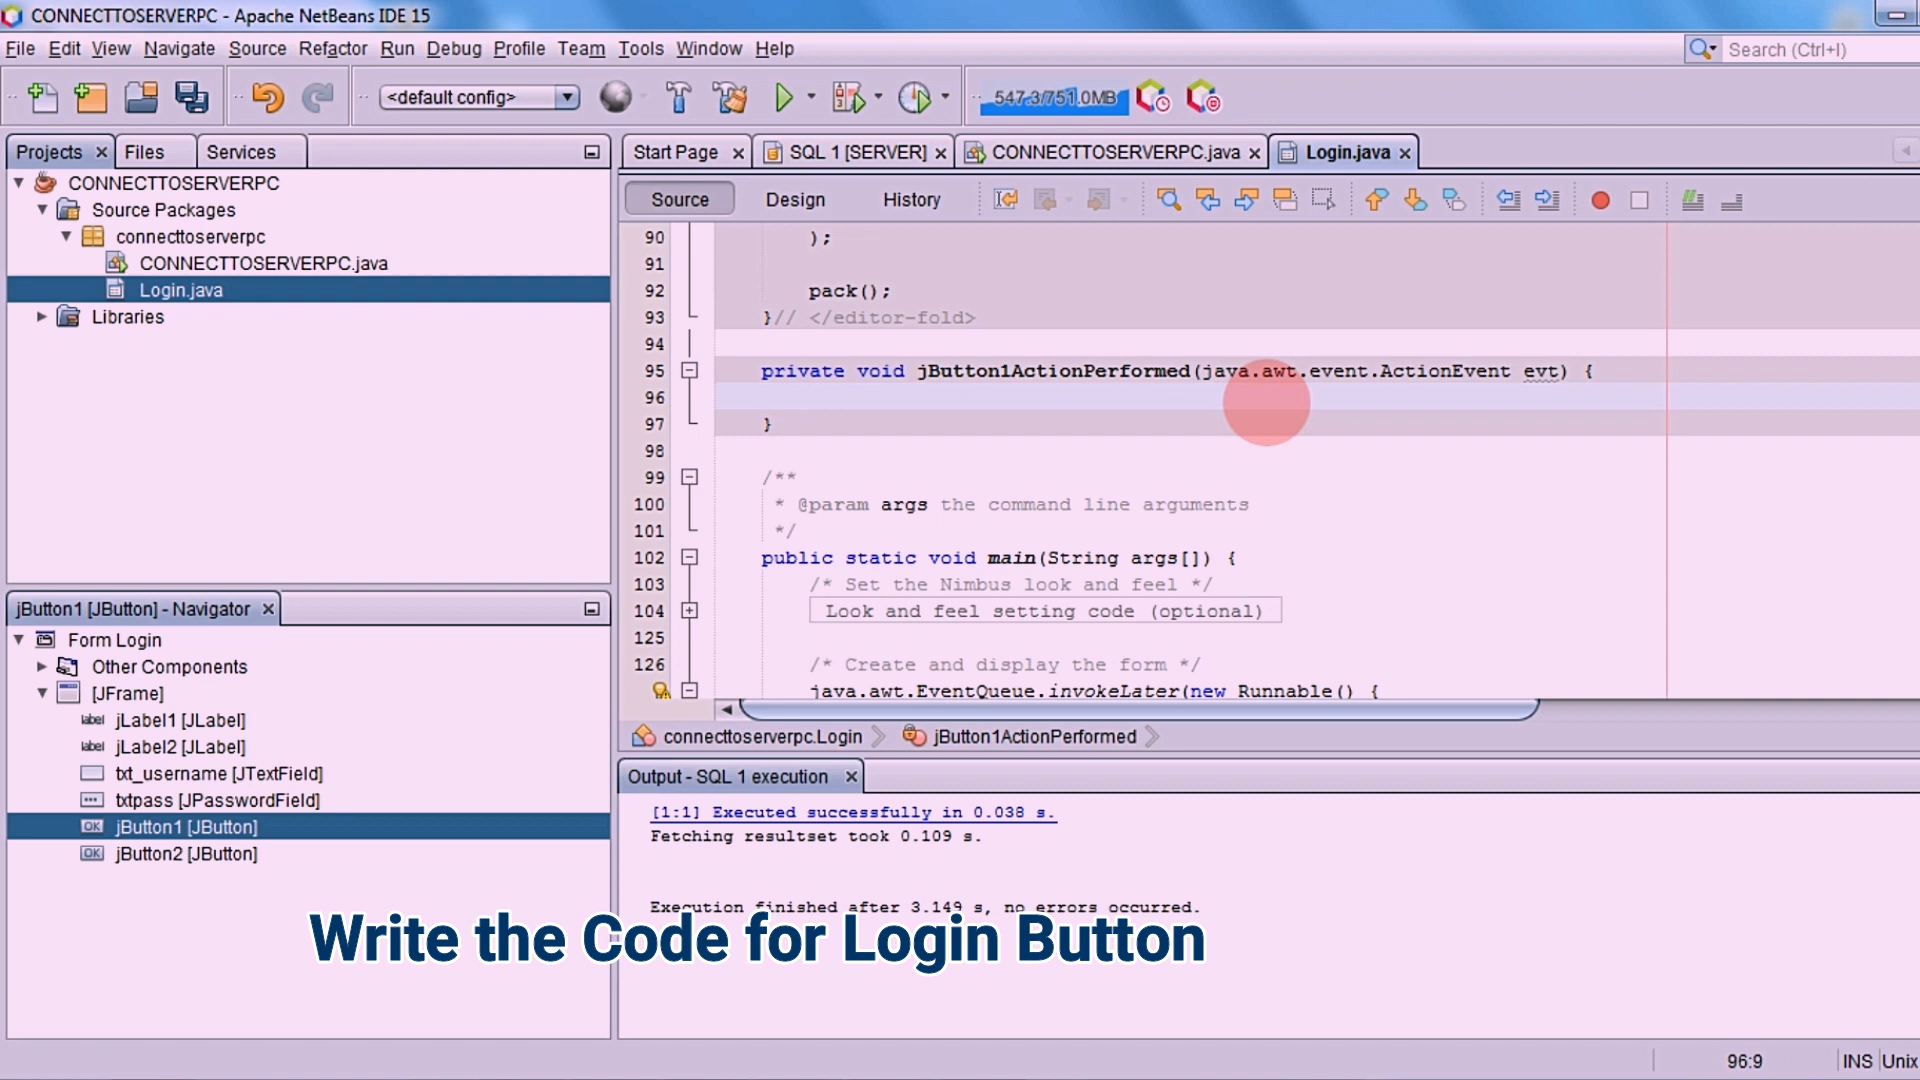 CONNECTTOSERVERPC - Apache NetBeans IDE 15
File Edit View Navigate Source Refactor Run Debug Profile Team Tools Window Help
Search (Ctrl+I)
<default config>
547.3/751.0MB
Projects Files Services
CONNECTTOSERVERPC
Source Packages
connecttoserverpc
CONNECTTOSERVERPC.java
Login.java
Libraries
jButton1 [JButton] - Navigator
Form Login
Other Components
[JFrame]
label jLabel1 [JLabel]
label jLabel2 [JLabel]
txt_username [JTextField]
txtpass [JPasswordField]
OK jButton1 [JButton]
OK jButton2 [JButton]
Start Page SQL 1 [SERVER] CONNECTTOSERVERPC.java Login.java
Source Design History
90 );
91
92 pack();
93 }// </editor-fold>
94
95 private void jButton1ActionPerformed(java.awt.event.ActionEvent evt) {
96
97 }
98
99 /**
100 * @param args the command line arguments
101 */
102 public static void main(String args[]) {
103 /* Set the Nimbus look and feel */
104 Look and feel setting code (optional)
125
126 /* Create and display the form */
java.awt.EventQueue.invokeLater(new Runnable() {
connecttoserverpc.Login jButton1ActionPerformed
Output - SQL 1 execution
[1:1] Executed successfully in 0.038 s.
Fetching resultset took 0.109 s.
Execution finished after 3.149 s, no errors occurred.
Write the Code for Login Button
96:9 INS Unix